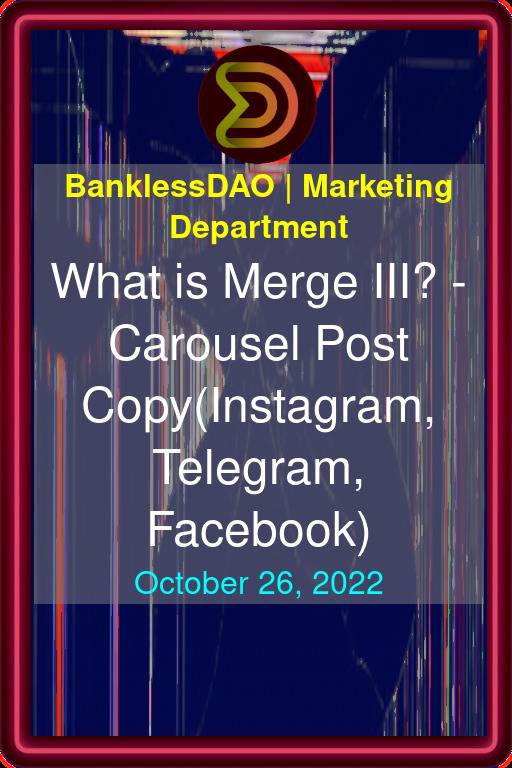 BanklessDAO | Marketing
Department
What is Merge III? -
Carousel Post
Copy(Instagram,
Telegram,
Facebook)
October 26, 2022